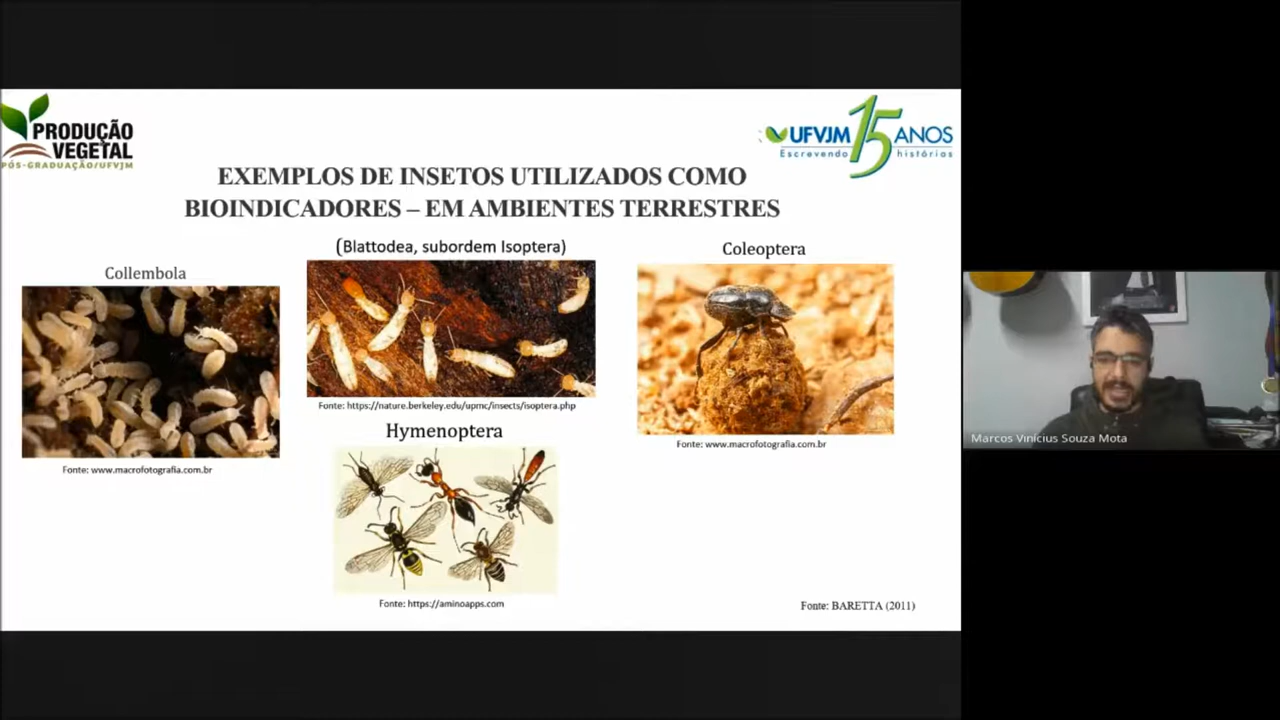 PRODUÇÃO
VEGETAL
PÓS-GRADUAÇÃO/UFVJM
UFVJM 15 ANOS
Escrevendo histórias
EXEMPLOS DE INSETOS UTILIZADOS COMO
BIOINDICADORES – EM AMBIENTES TERRESTRES
Collembola
(Blattodea, subordem Isoptera)
Coleoptera
Fonte: www.macrofotografia.com.br
Fonte: https://nature.berkeley.edu/upmc/insects/isoptera.php
Fonte: www.macrofotografia.com.br
Hymenoptera
Fonte: https://aminoapps.com
Fonte: BARETTA (2011)
Marcos Vinícius Souza Mota